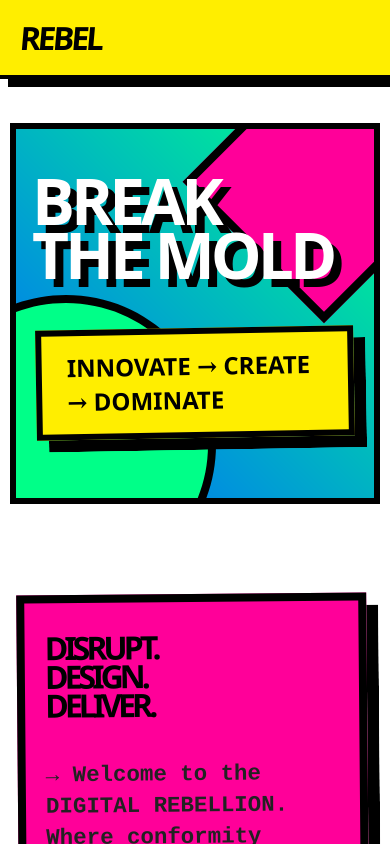 REBEL
BREAK
THE MOLD
INNOVATE → CREATE
→ DOMINATE
DISRUPT.
DESIGN.
DELIVER.
→ Welcome to the
DIGITAL REBELLION.
Where conformity